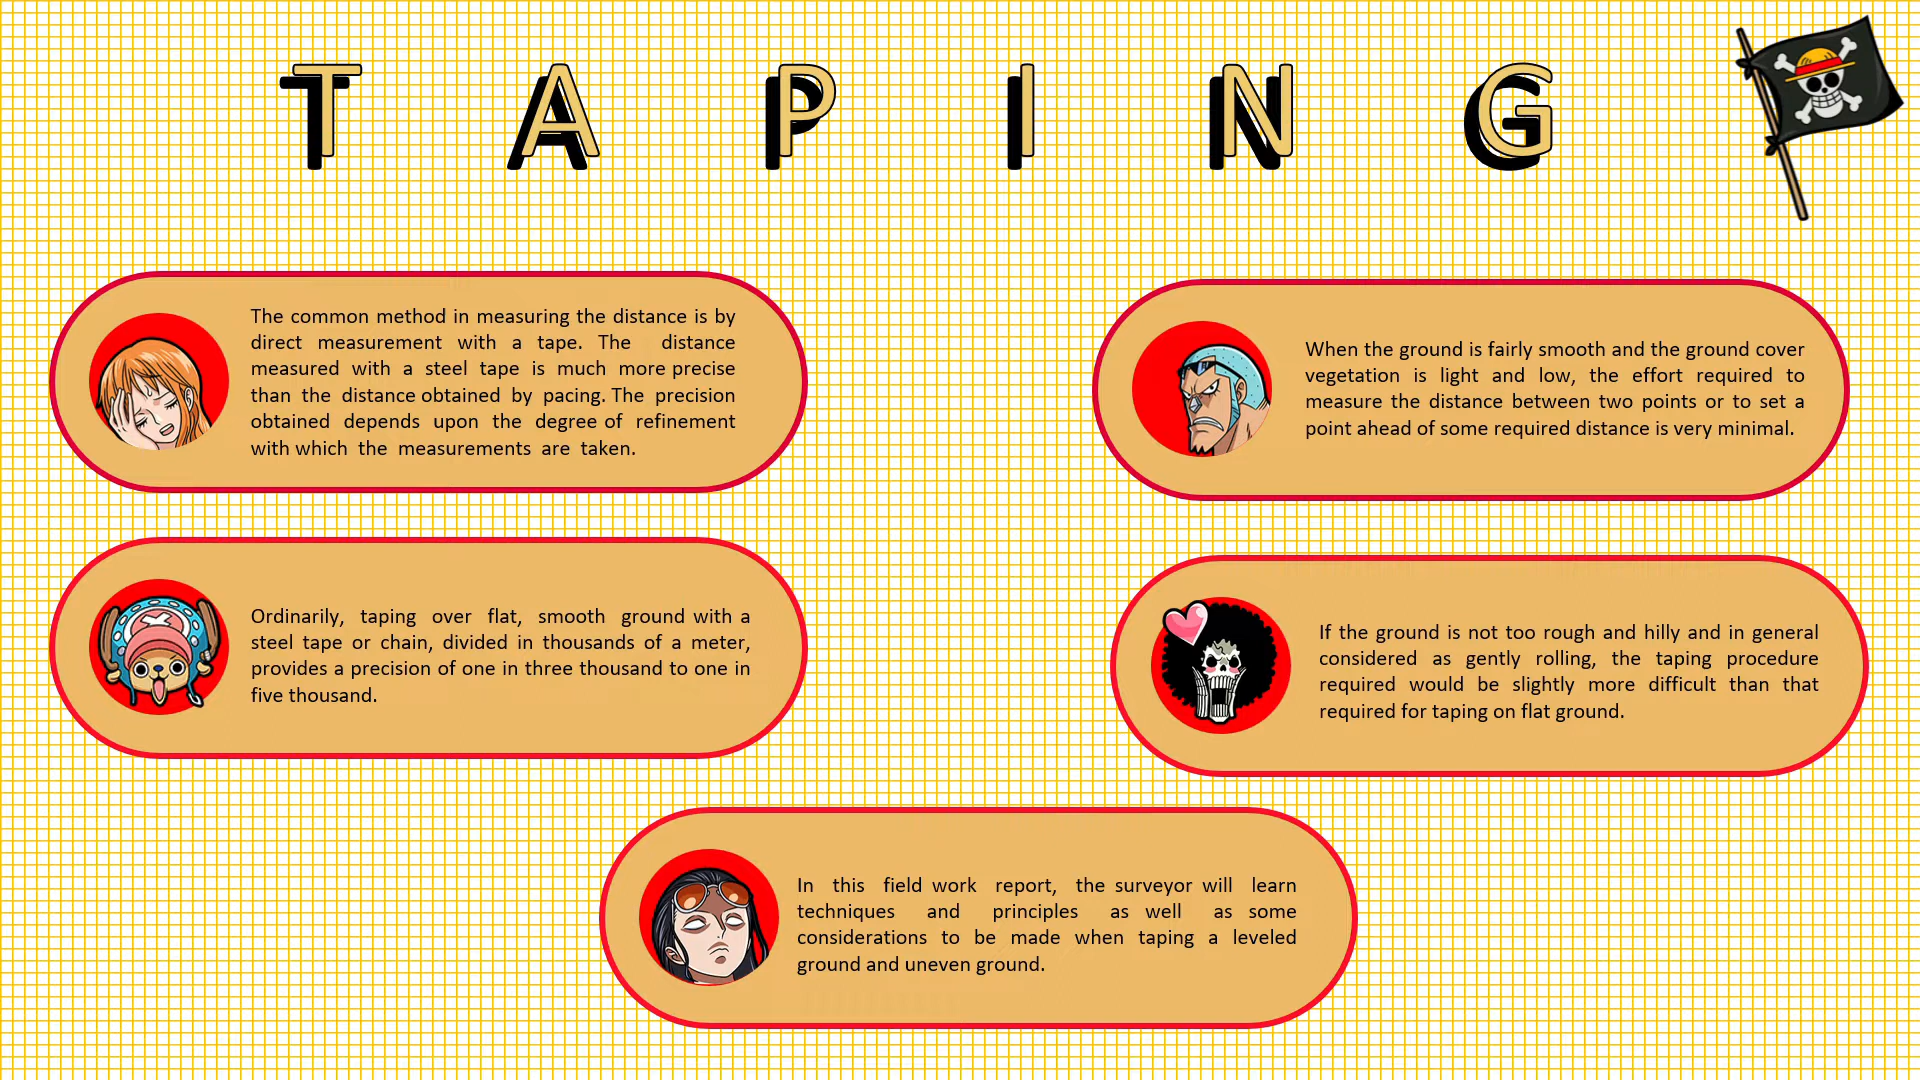 TAPING
The common method in measuring the distance is by
direct measurement with a tape. The distance
measured with a steel tape is much more precise
than the distance obtained by pacing. The precision
obtained depends upon the degree of refinement
with which the measurements are taken.
Ordinarily, taping over flat, smooth ground with a
steel tape or chain, divided in thousands of a meter,
provides a precision of one in three thousand to one in
five thousand.
When the ground is fairly smooth and the ground cover
vegetation is light and low, the effort required to
measure the distance between two points or to set a
point ahead of some required distance is very minimal.
If the ground is not too rough and hilly and in general
considered as gently rolling, the taping procedure
required would be slightly more difficult than that
required for taping on flat ground.
In this field work report, the surveyor will learn
techniques and principles as well as some
considerations to be made when taping a leveled
ground and uneven ground.